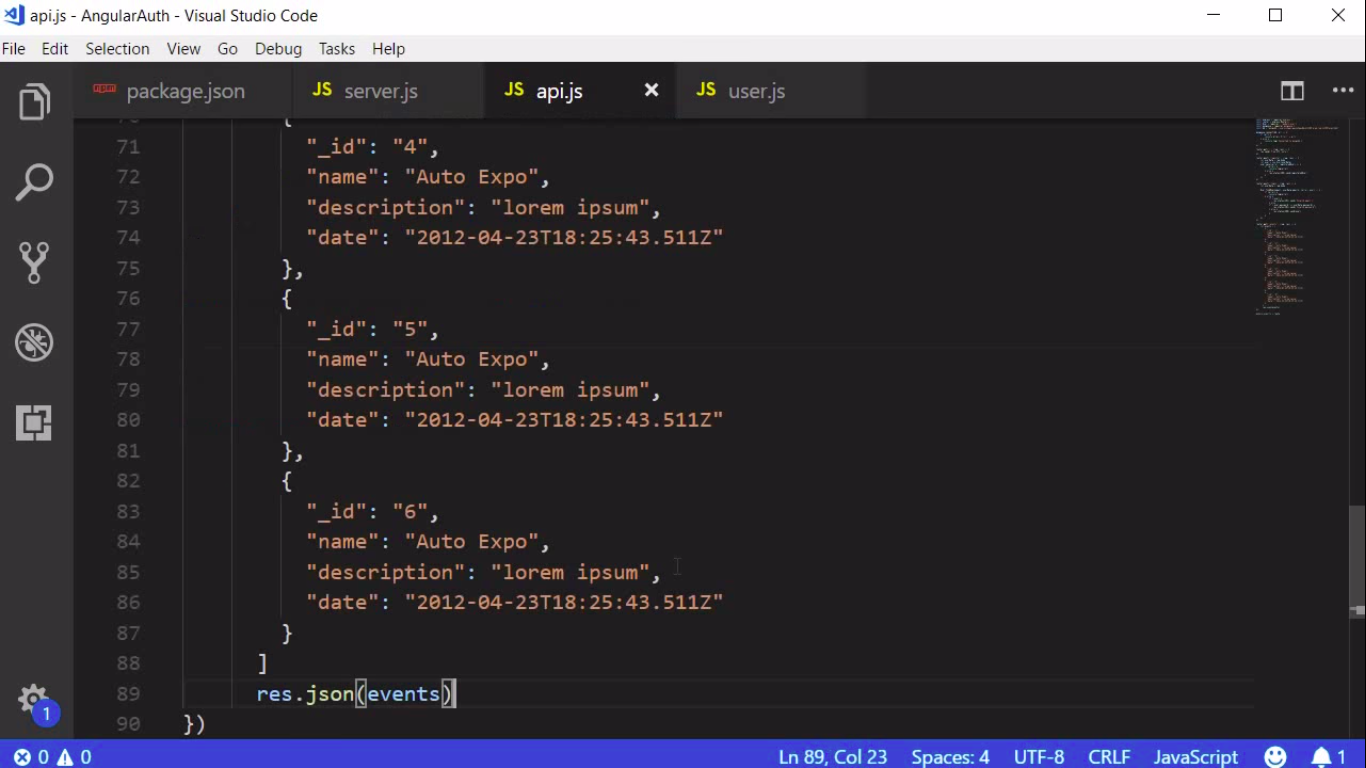 api.js - AngularAuth - Visual Studio Code
File Edit Selection View Go Debug Tasks Help
npm package.json JS server.js JS api.js JS user.js
71 "_id": "4",
72 "name": "Auto Expo",
73 "description": "lorem ipsum",
74 "date": "2012-04-23T18:25:43.511Z"
75 },
76 {
77 "_id": "5",
78 "name": "Auto Expo",
79 "description": "lorem ipsum",
80 "date": "2012-04-23T18:25:43.511Z"
81 },
82 {
83 "_id": "6",
84 "name": "Auto Expo",
85 "description": "lorem ipsum",
86 "date": "2012-04-23T18:25:43.511Z"
87 }
88 ]
89 res.json(events)
90 })
1
0 0 Ln 89, Col 23 Spaces: 4 UTF-8 CRLF JavaScript 1